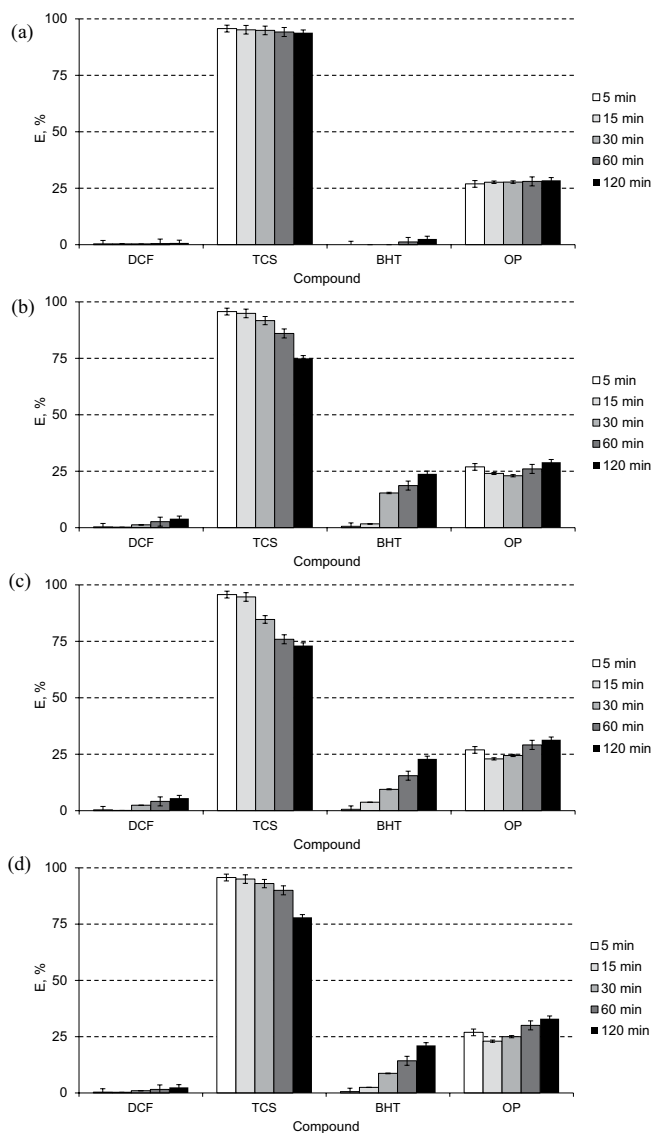 (a)
100
75
50
25
0
E, %
DCF TCS BHT OP
Compound
5 min
15 min
30 min
60 min
120 min
(b)
100
75
50
25
0
E, %
DCF TCS BHT OP
Compound
5 min
15 min
30 min
60 min
120 min
(c)
100
75
50
25
0
E, %
DCF TCS BHT OP
Compound
5 min
15 min
30 min
60 min
120 min
(d)
100
75
50
25
0
E, %
DCF TCS BHT OP
Compound
5 min
15 min
30 min
60 min
120 min